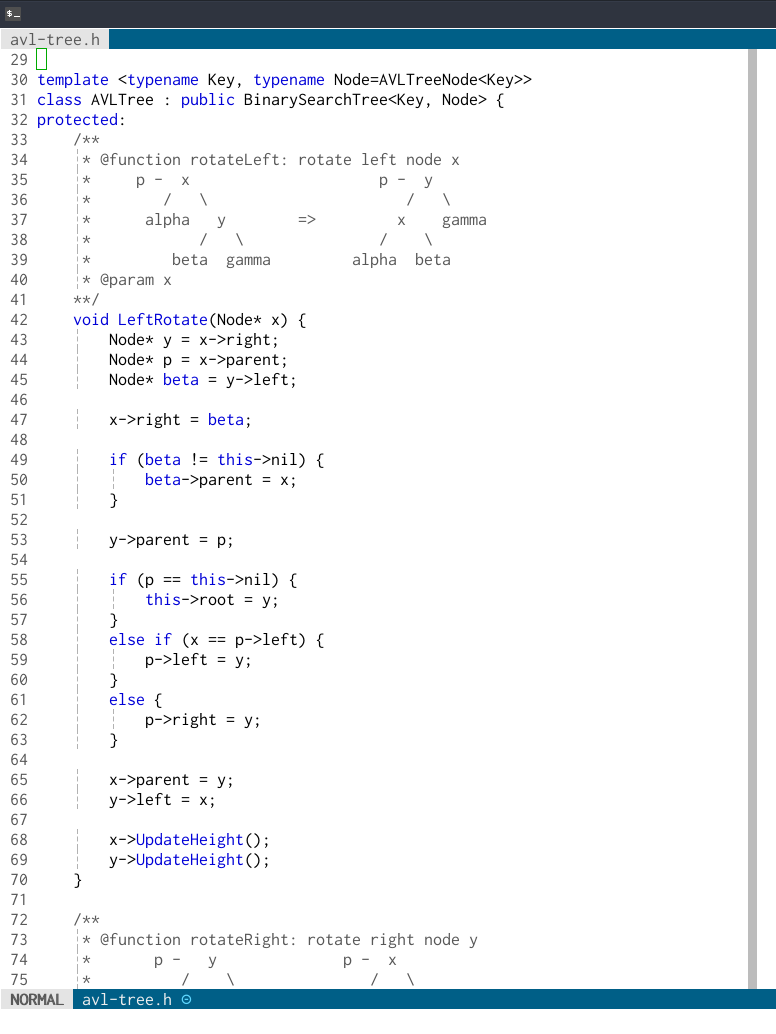 $_
avl-tree.h
29
30 template <typename Key, typename Node=AVLTreeNode<Key>>
31 class AVLTree : public BinarySearchTree<Key, Node> {
32 protected:
33     /**
34     * @function rotateLeft: rotate left node x
35     *     p -  x                     p -  y
36     *        /   \                      /   \
37     *      alpha   y        =>         x    gamma
38     *            /   \               /    \
39     *         beta  gamma         alpha  beta
40     * @param x
41     **/
42     void LeftRotate(Node* x) {
43         Node* y = x->right;
44         Node* p = x->parent;
45         Node* beta = y->left;
46
47         x->right = beta;
48
49         if (beta != this->nil) {
50             beta->parent = x;
51         }
52
53         y->parent = p;
54
55         if (p == this->nil) {
56             this->root = y;
57         }
58         else if (x == p->left) {
59             p->left = y;
60         }
61         else {
62             p->right = y;
63         }
64
65         x->parent = y;
66         y->left = x;
67
68         x->UpdateHeight();
69         y->UpdateHeight();
70     }
71
72     /**
73     * @function rotateRight: rotate right node y
74     *       p -   y              p -  x
75     *          /    \               /   \
NORMAL avl-tree.h ⊝